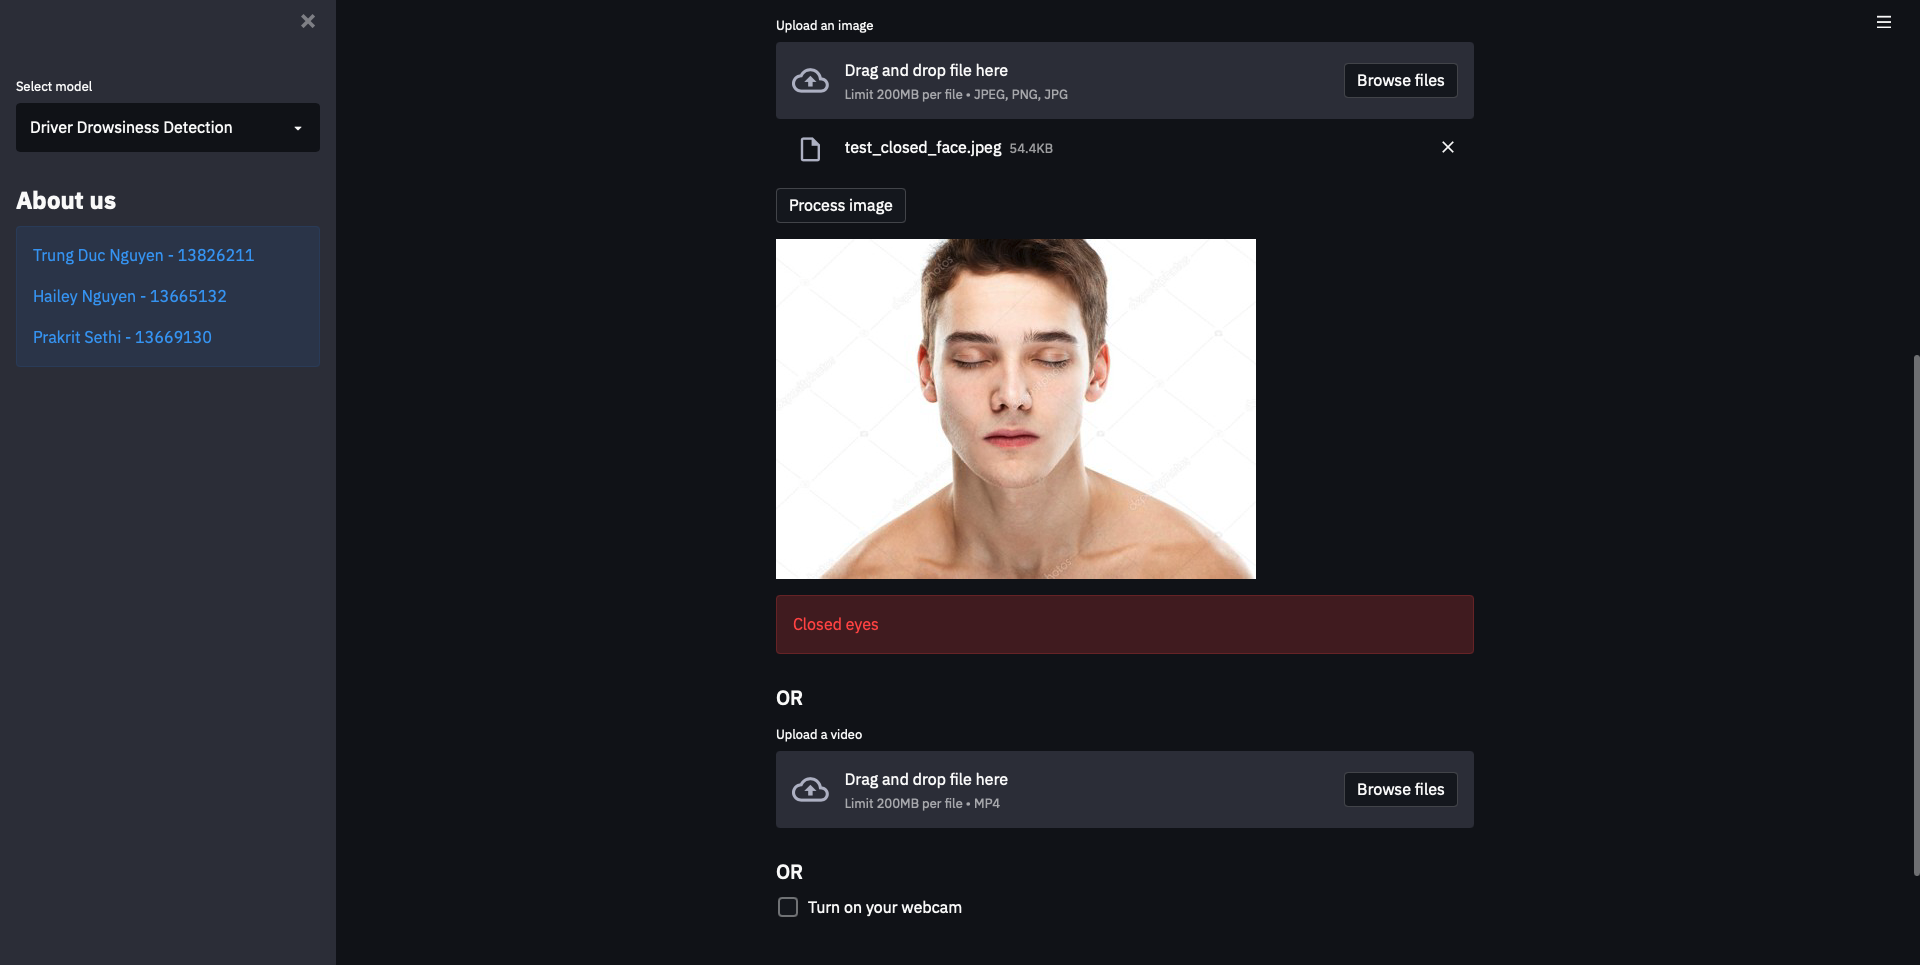 Select model
Driver Drowsiness Detection
About us
Trung Duc Nguyen - 13826211
Hailey Nguyen - 13665132
Prakrit Sethi - 13669130
Upload an image
Drag and drop file here
Limit 200MB per file • JPEG, PNG, JPG
Browse files
test_closed_face.jpeg 54.4KB
Process image
depositphotos
Closed eyes
OR
Upload a video
Drag and drop file here
Limit 200MB per file • MP4
Browse files
OR
Turn on your webcam